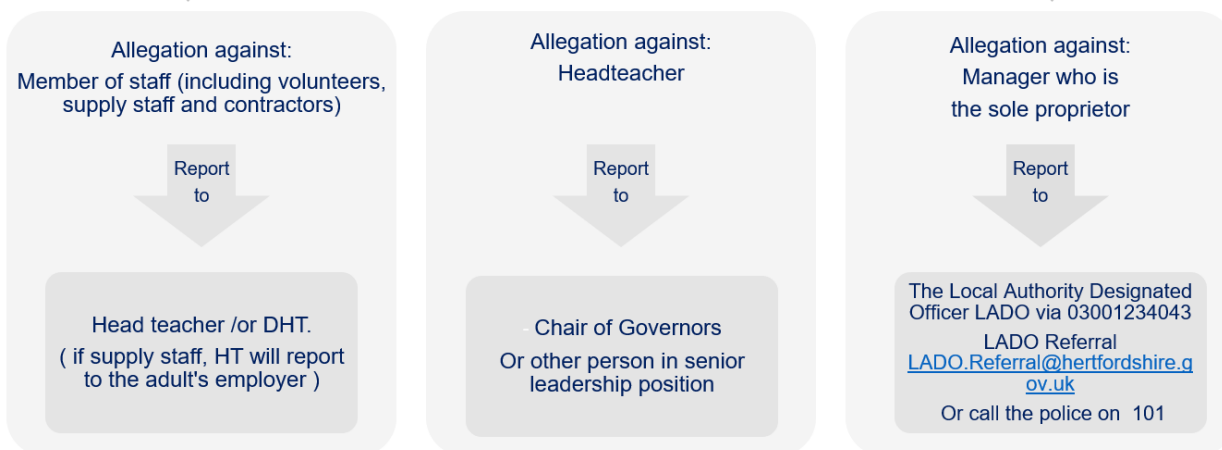 Allegation against:
Member of staff (including volunteers,
supply staff and contractors)
Report
to
Head teacher /or DHT.
( if supply staff, HT will report
to the adult's employer )
Allegation against:
Headteacher
Report
to
- Chair of Governors
Or other person in senior
leadership position
Allegation against:
Manager who is
the sole proprietor
Report
to
The Local Authority Designated
Officer LADO via 03001234043
LADO Referral
LADO.Referral@hertfordshire.g
ov.uk
Or call the police on 101